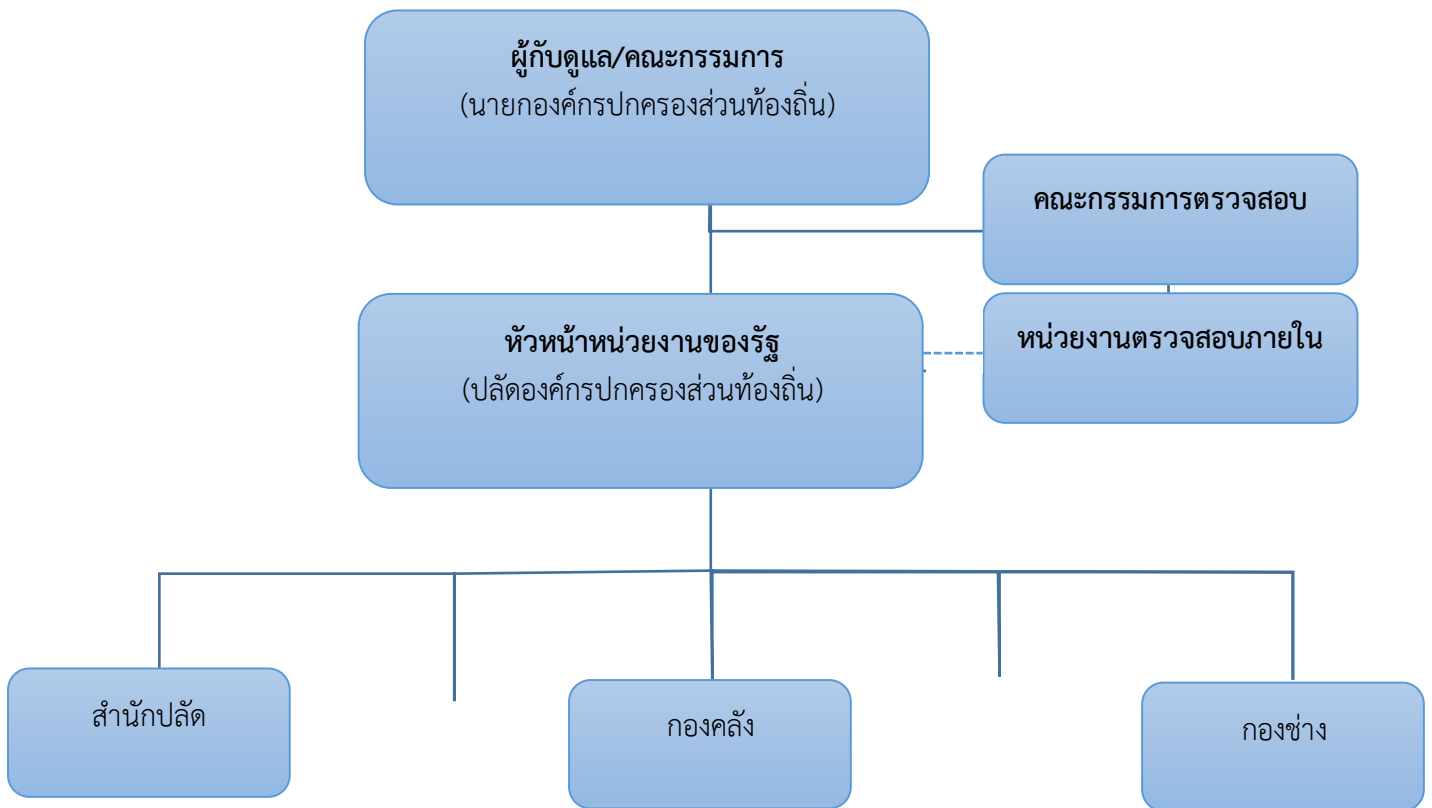 ผู้กับดูแล/คณะกรรมการ
(นายกองค์กรปกครองส่วนท้องถิ่น)
คณะกรรมการตรวจสอบ
หัวหน้าหน่วยงานของรัฐ
(ปลัดองค์กรปกครองส่วนท้องถิ่น)
หน่วยงานตรวจสอบภายใน
สำนักปลัด
กองคลัง
กองช่าง